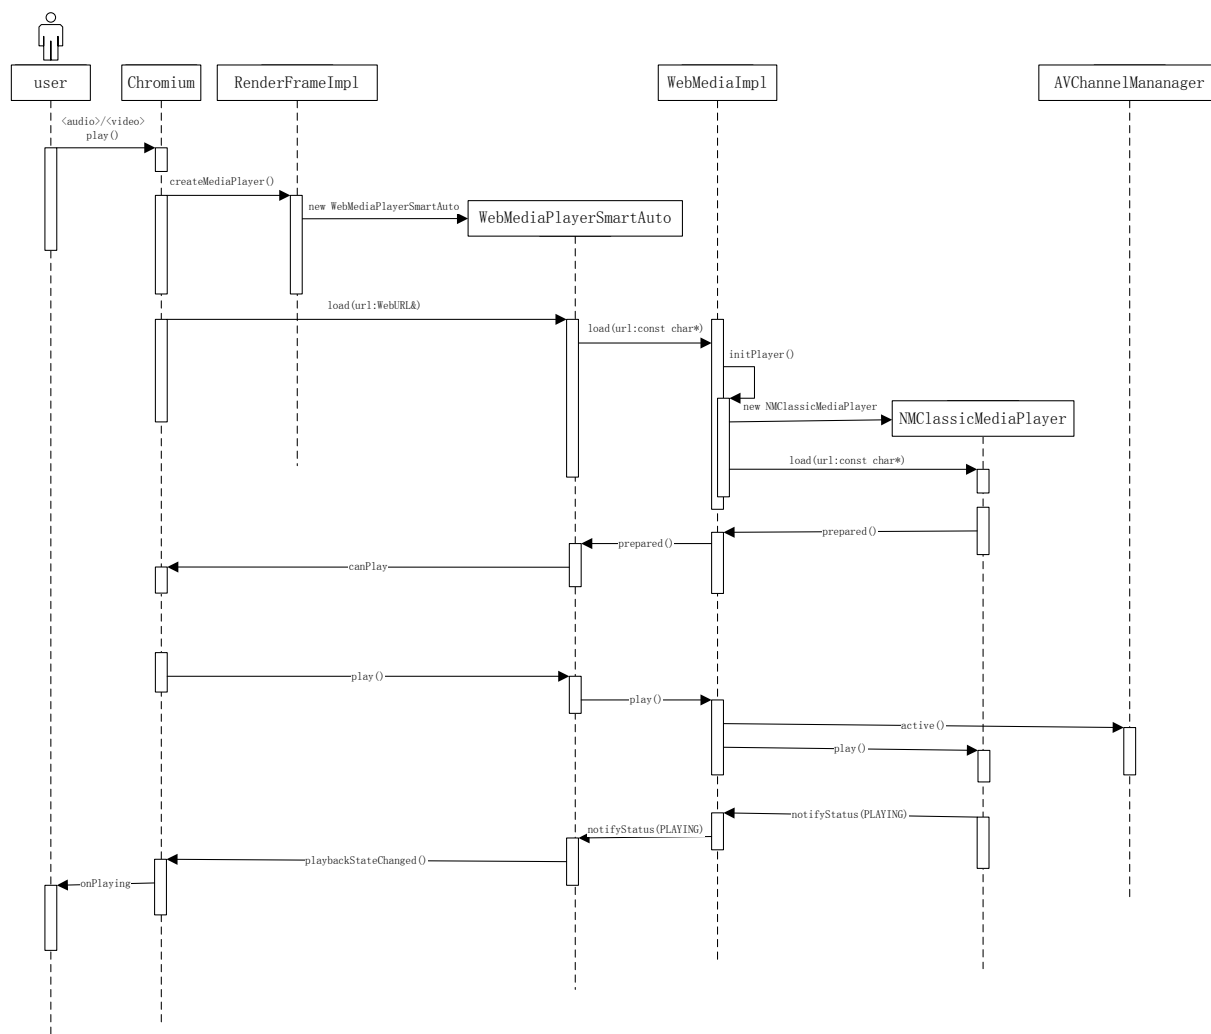 user
Chromium
RenderFrameImpl
WebMediaImpl
AVChannelMananager
<audio>/<video>
play()
createMediaPlayer()
new WebMediaPlayerSmartAuto
WebMediaPlayerSmartAuto
load(url:WebURL&)
load(url:const char*)
initPlayer()
new NMClassicMediaPlayer
NMClassicMediaPlayer
load(url:const char*)
prepared()
prepared()
canPlay
play()
play()
active()
play()
notifyStatus(PLAYING)
notifyStatus(PLAYING)
playbackStateChanged()
onPlaying